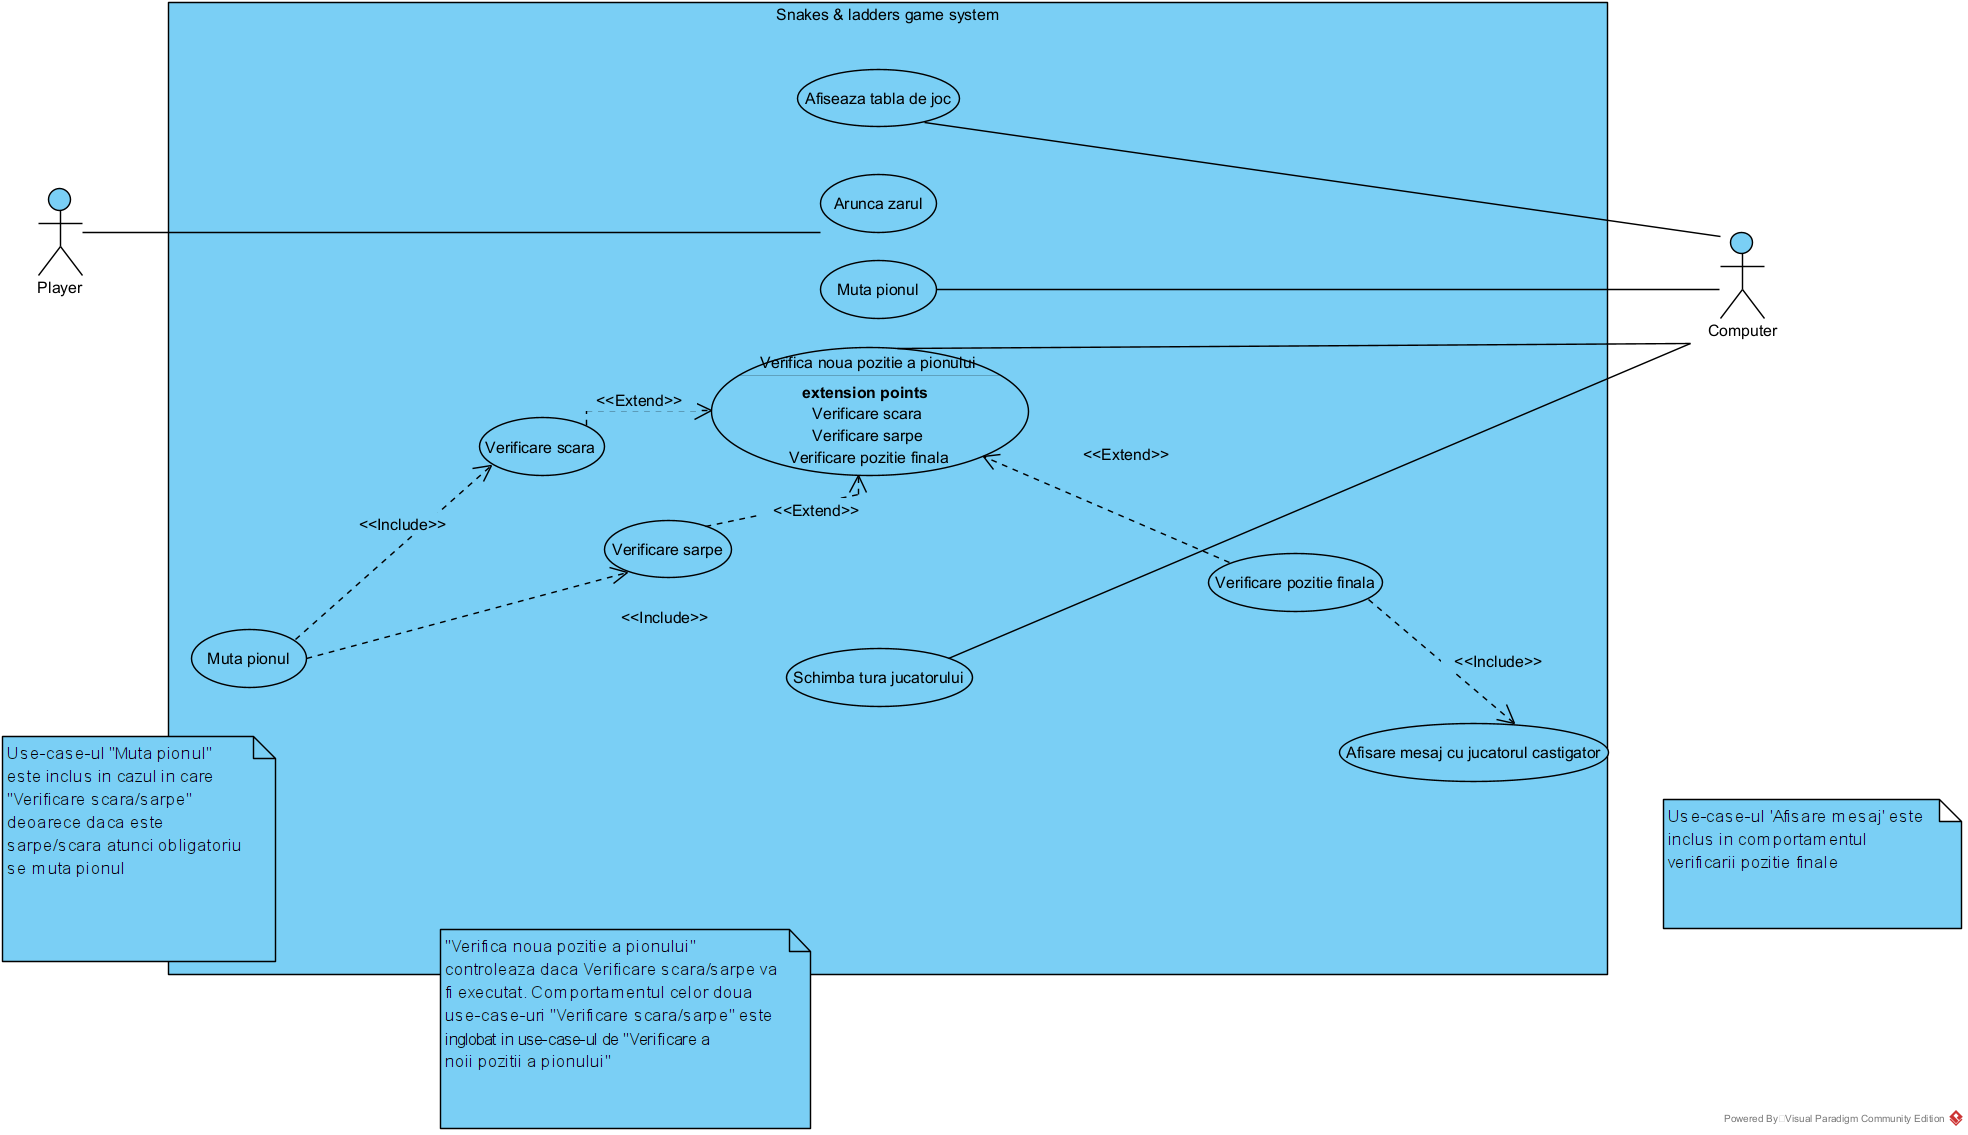 Snakes & ladders game system
Afiseaza tabla de joc
Arunca zarul
Player
Muta pionul
Computer
Verifica noua pozitie a pionului
extension points
Verificare scara
Verificare sarpe
Verificare pozitie finala
<<Extend>>
Verificare scara
<<Extend>>
<<Extend>>
<<Include>>
Verificare sarpe
Verificare pozitie finala
<<Include>>
Muta pionul
Schimba tura jucatorului
<<Include>>
Afisare mesaj cu jucatorul castigator
Use-case-ul "Muta pionul"
este inclus in cazul in care
"Verificare scara/sarpe"
deoarece daca este
sarpe/scara atunci obligatoriu
se muta pionul
Use-case-ul 'Afisare mesaj' este
inclus in comportamentul
verificarii pozitie finale
"Verifica noua pozitie a pionului"
controleaza daca Verificare scara/sarpe va
fi executat. Comportamentul celor doua
use-case-uri "Verificare scara/sarpe" este
inglobat in use-case-ul de "Verificare a
noii pozitii a pionului"
Powered By Visual Paradigm Community Edition